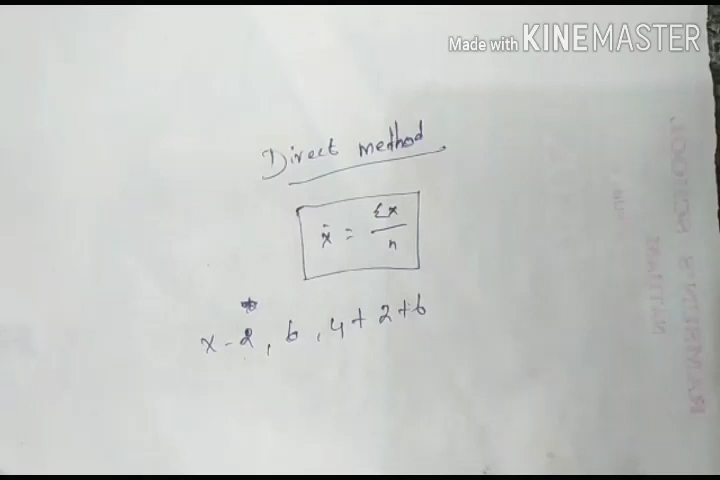 Made with KINEMASTER
Direct method
x̄ = Σx / n
x - 2, 6, 4 + 2 + 6